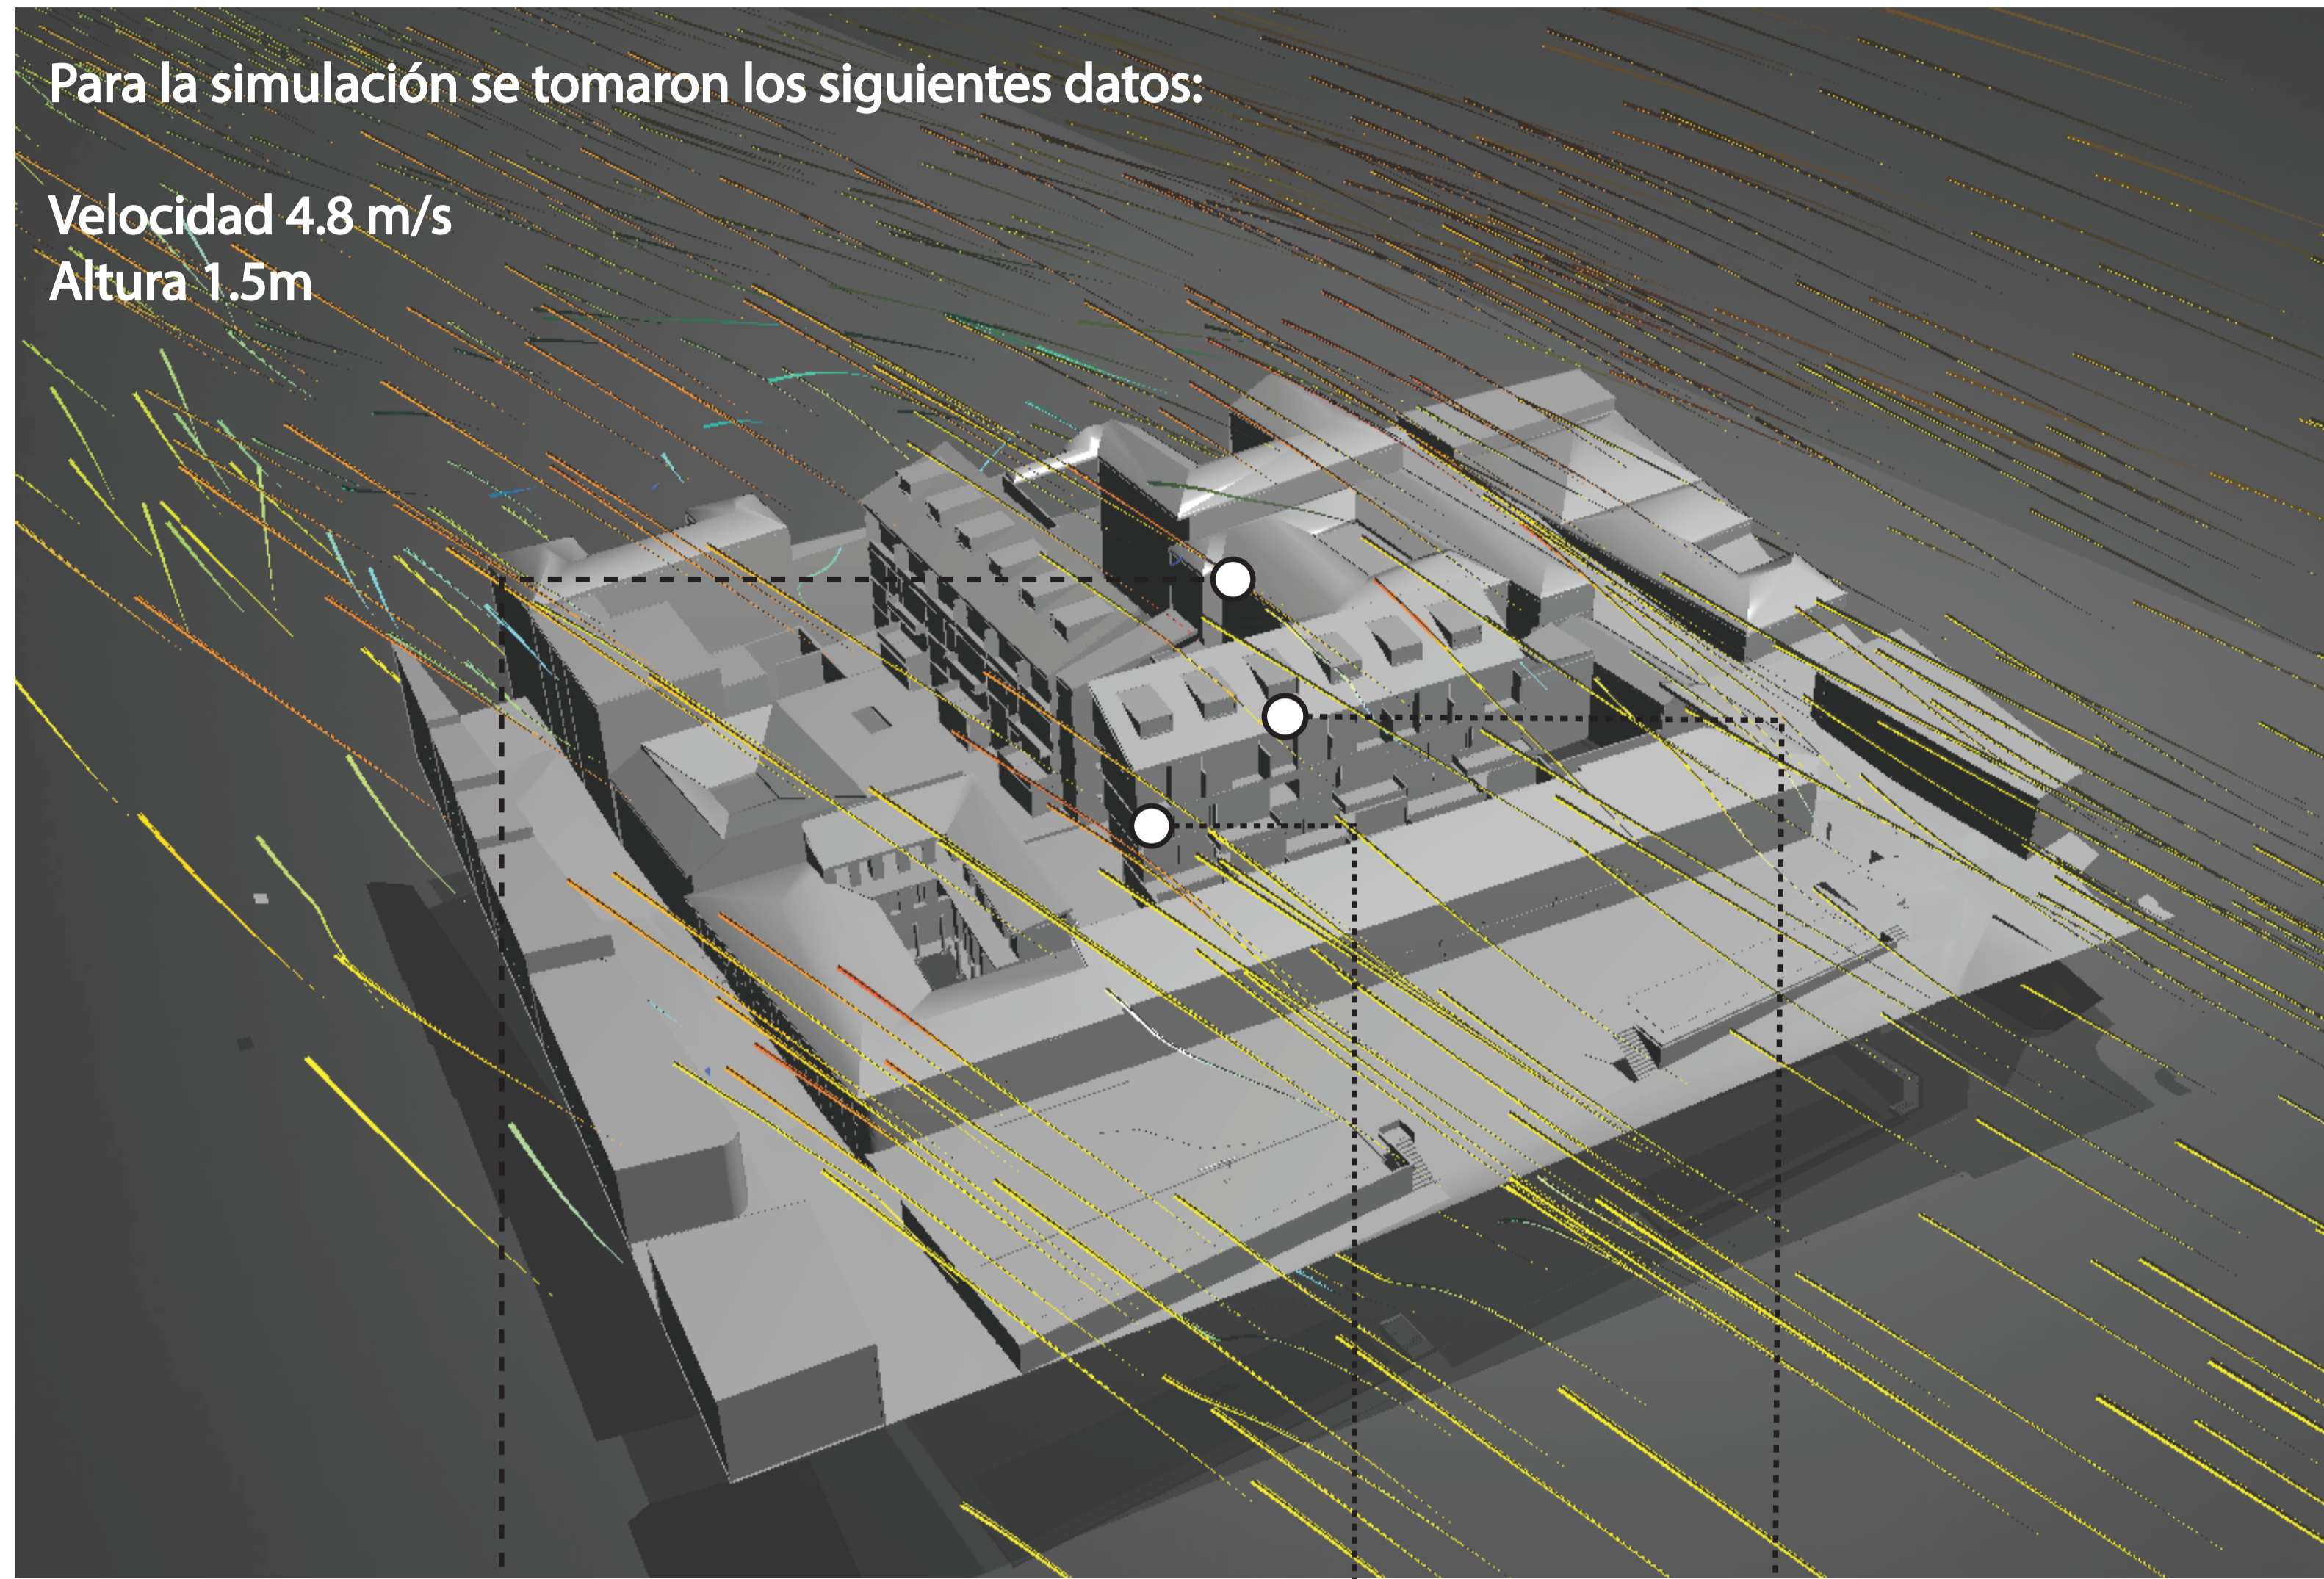 Para la simulación se tomaron los siguientes datos:
Velocidad 4.8 m/s
Altura 1.5m